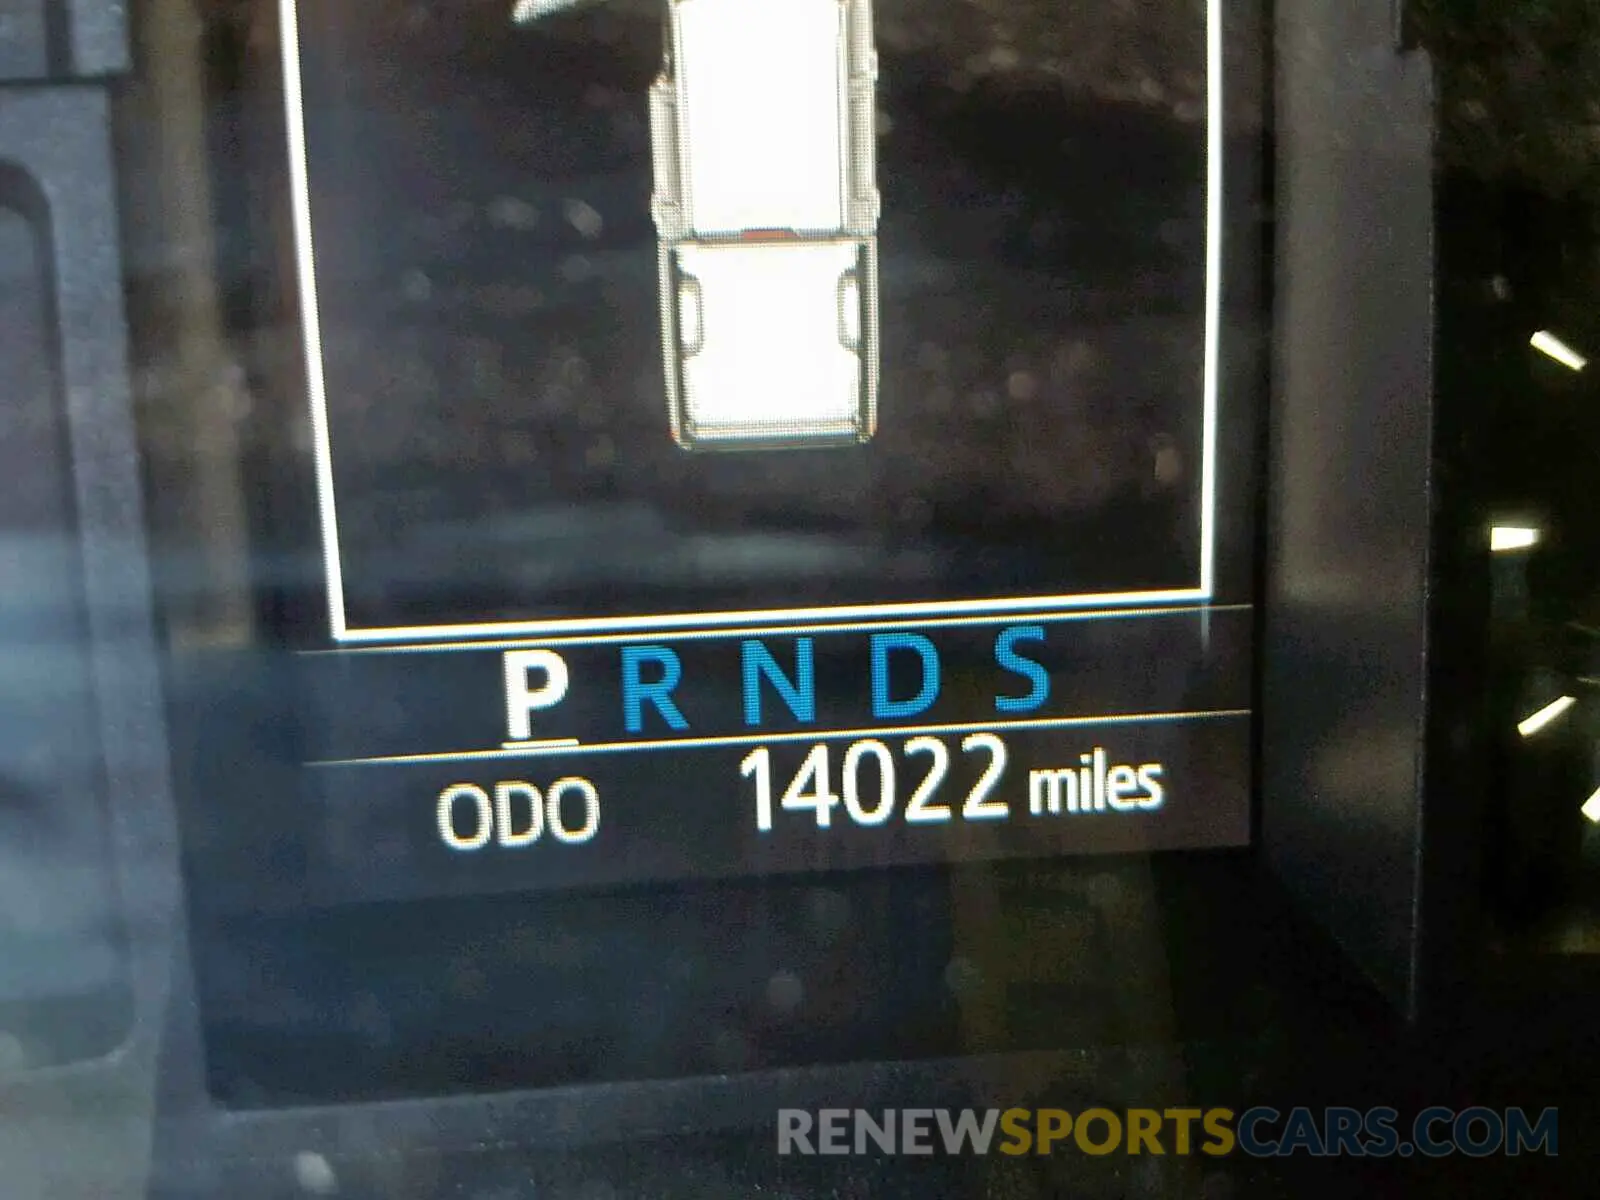 P R N D S
ODO 14022 miles
RENEWSPORTSCARS.COM